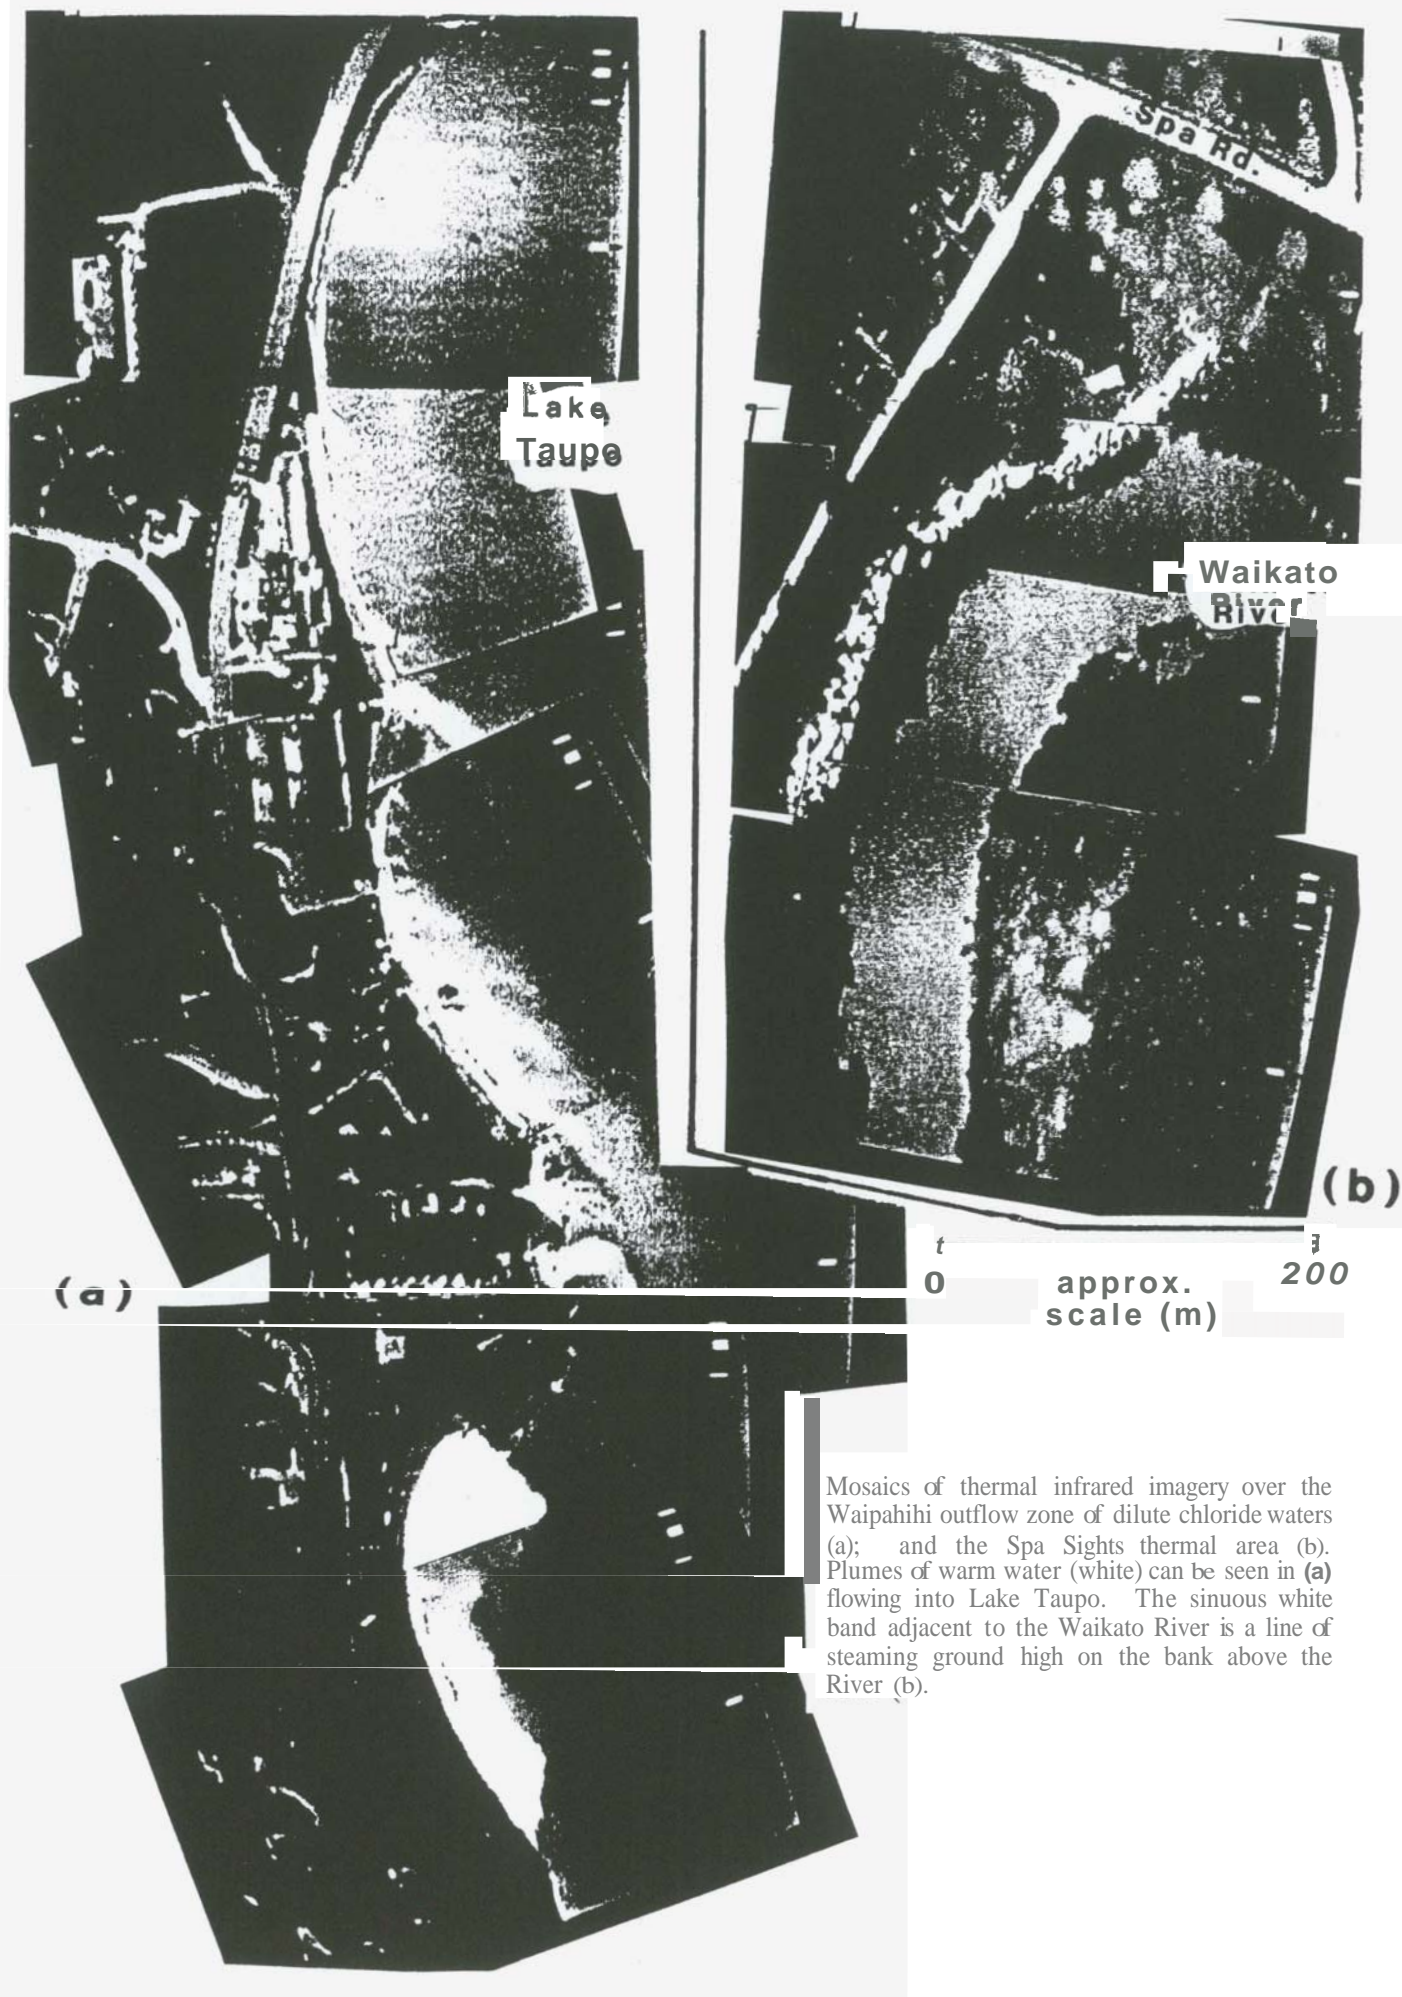 Spa Rd.
Lake
Taupo
Waikato
River
(b)
(a)
0
200
approx.
scale (m)
Mosaics of thermal infrared imagery over the
Waipahihi outflow zone of dilute chloride waters
(a); and the Spa Sights thermal area (b).
Plumes of warm water (white) can be seen in (a)
flowing into Lake Taupo. The sinuous white
band adjacent to the Waikato River is a line of
steaming ground high on the bank above the
River (b).